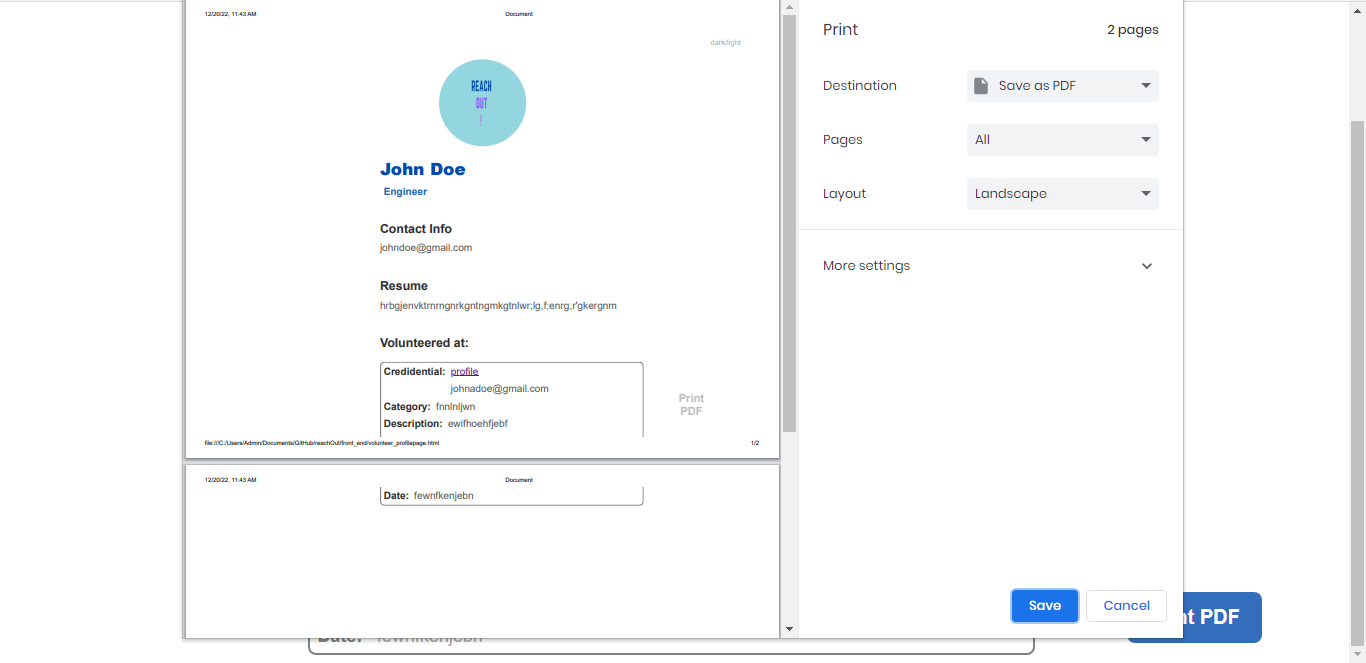 12/20/22, 11:43 AM Document
dark/light
REACH
OUT
!
John Doe
Engineer
Contact Info
johndoe@gmail.com
Resume
hrbgjenvktrnrngnrkgntngmkgtnlwr;lg,f;enrg,r'gkergnm
Volunteered at:
Credidential: profile
johnadoe@gmail.com
Category: fnnlnljwn
Description: ewifhoehfjebf
Print
PDF
file:///C:/Users/Admin/Documents/GitHub/reachOut/front_end/volunteer_profilepage.html 1/2
12/20/22, 11:43 AM Document
Date: fewnfkenjebn
Print 2 pages
Destination Save as PDF
Pages All
Layout Landscape
More settings
Save Cancel
nt PDF
Date: fewnfkenjebn